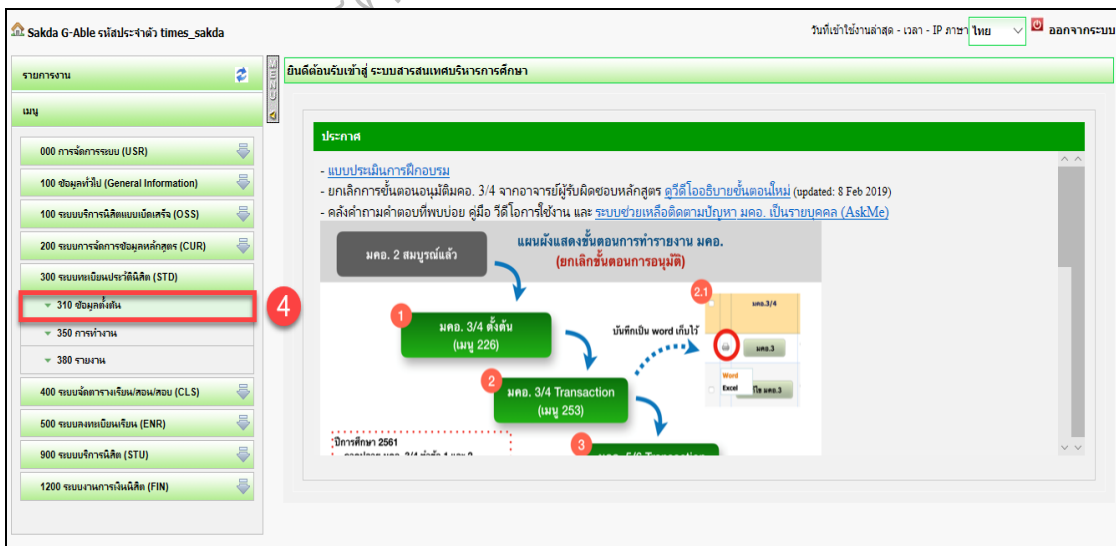 Sakda G-Able รหัสประจำตัว times_sakda
วันที่เข้าใช้งานล่าสุด - เวลา - IP ภาษา ไทย ออกจากระบบ
รายการงาน
MENU
ยินดีต้อนรับเข้าสู่ ระบบสารสนเทศบริหารการศึกษา
เมนู
000 การจัดการระบบ (USR)
100 ข้อมูลทั่วไป (General Information)
100 ระบบบริการนิสิตแบบเบ็ดเสร็จ (OSS)
200 ระบบการจัดการข้อมูลหลักสูตร (CUR)
300 ระบบทะเบียนประวัตินิสิต (STD)
310 ข้อมูลตั้งต้น
4
350 การทำงาน
380 รายงาน
400 ระบบจัดตารางเรียน/สอน/สอบ (CLS)
500 ระบบลงทะเบียนเรียน (ENR)
900 ระบบบริการนิสิต (STU)
1200 ระบบงานการเงินนิสิต (FIN)
ประกาศ
- แบบประเมินการฝึกอบรม
- ยกเลิกการขั้นตอนอนุมัติมคอ. 3/4 จากอาจารย์ผู้รับผิดชอบหลักสูตร ดูวีดีโออธิบายขั้นตอนใหม่ (updated: 8 Feb 2019)
- คลังคำถามคำตอบที่พบบ่อย คู่มือ วีดีโอการใช้งาน และ ระบบช่วยเหลือติดตามปัญหา มคอ. เป็นรายบุคคล (AskMe)
แผนผังแสดงขั้นตอนการทำรายงาน มคอ.
(ยกเลิกขั้นตอนการอนุมัติ)
มคอ. 2 สมบูรณ์แล้ว
1
มคอ. 3/4 ตั้งต้น
(เมนู 226)
บันทึกเป็น word เก็บไว้
2.1
มคอ.3/4
มคอ.3
Word
Excel
มคอ.3
2
มคอ. 3/4 Transaction
(เมนู 253)
ปีการศึกษา 2561
3